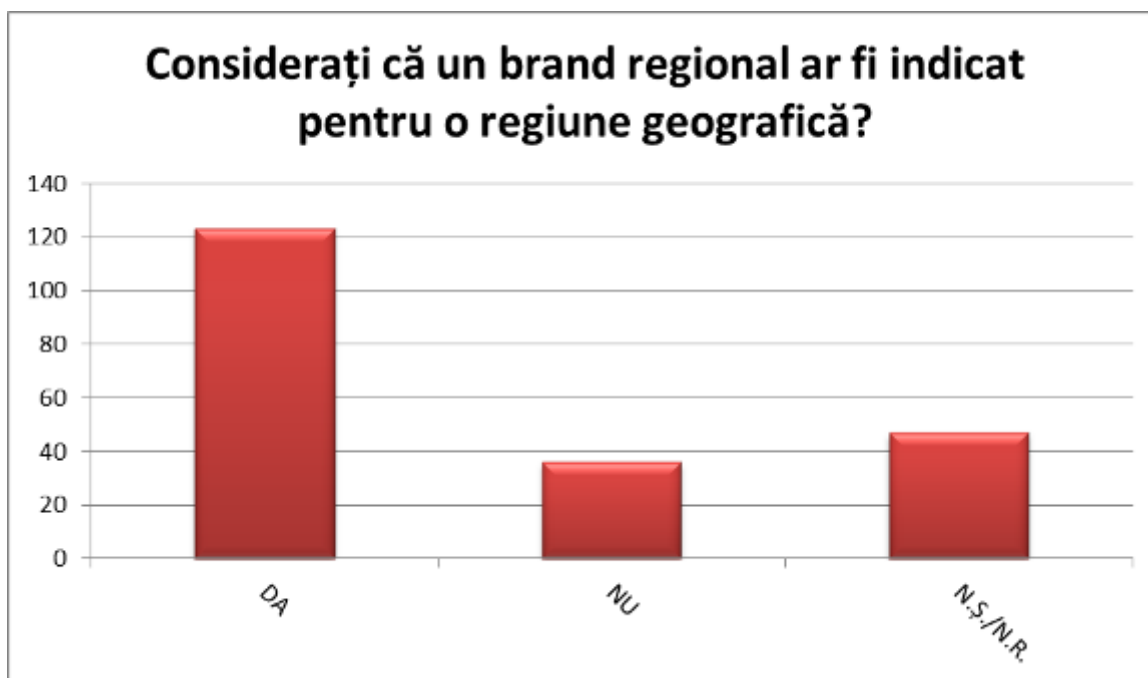 Considerați că un brand regional ar fi indicat
pentru o regiune geografică?
140
120
100
80
60
40
20
0
DA
NU
N.Ș./N.R.